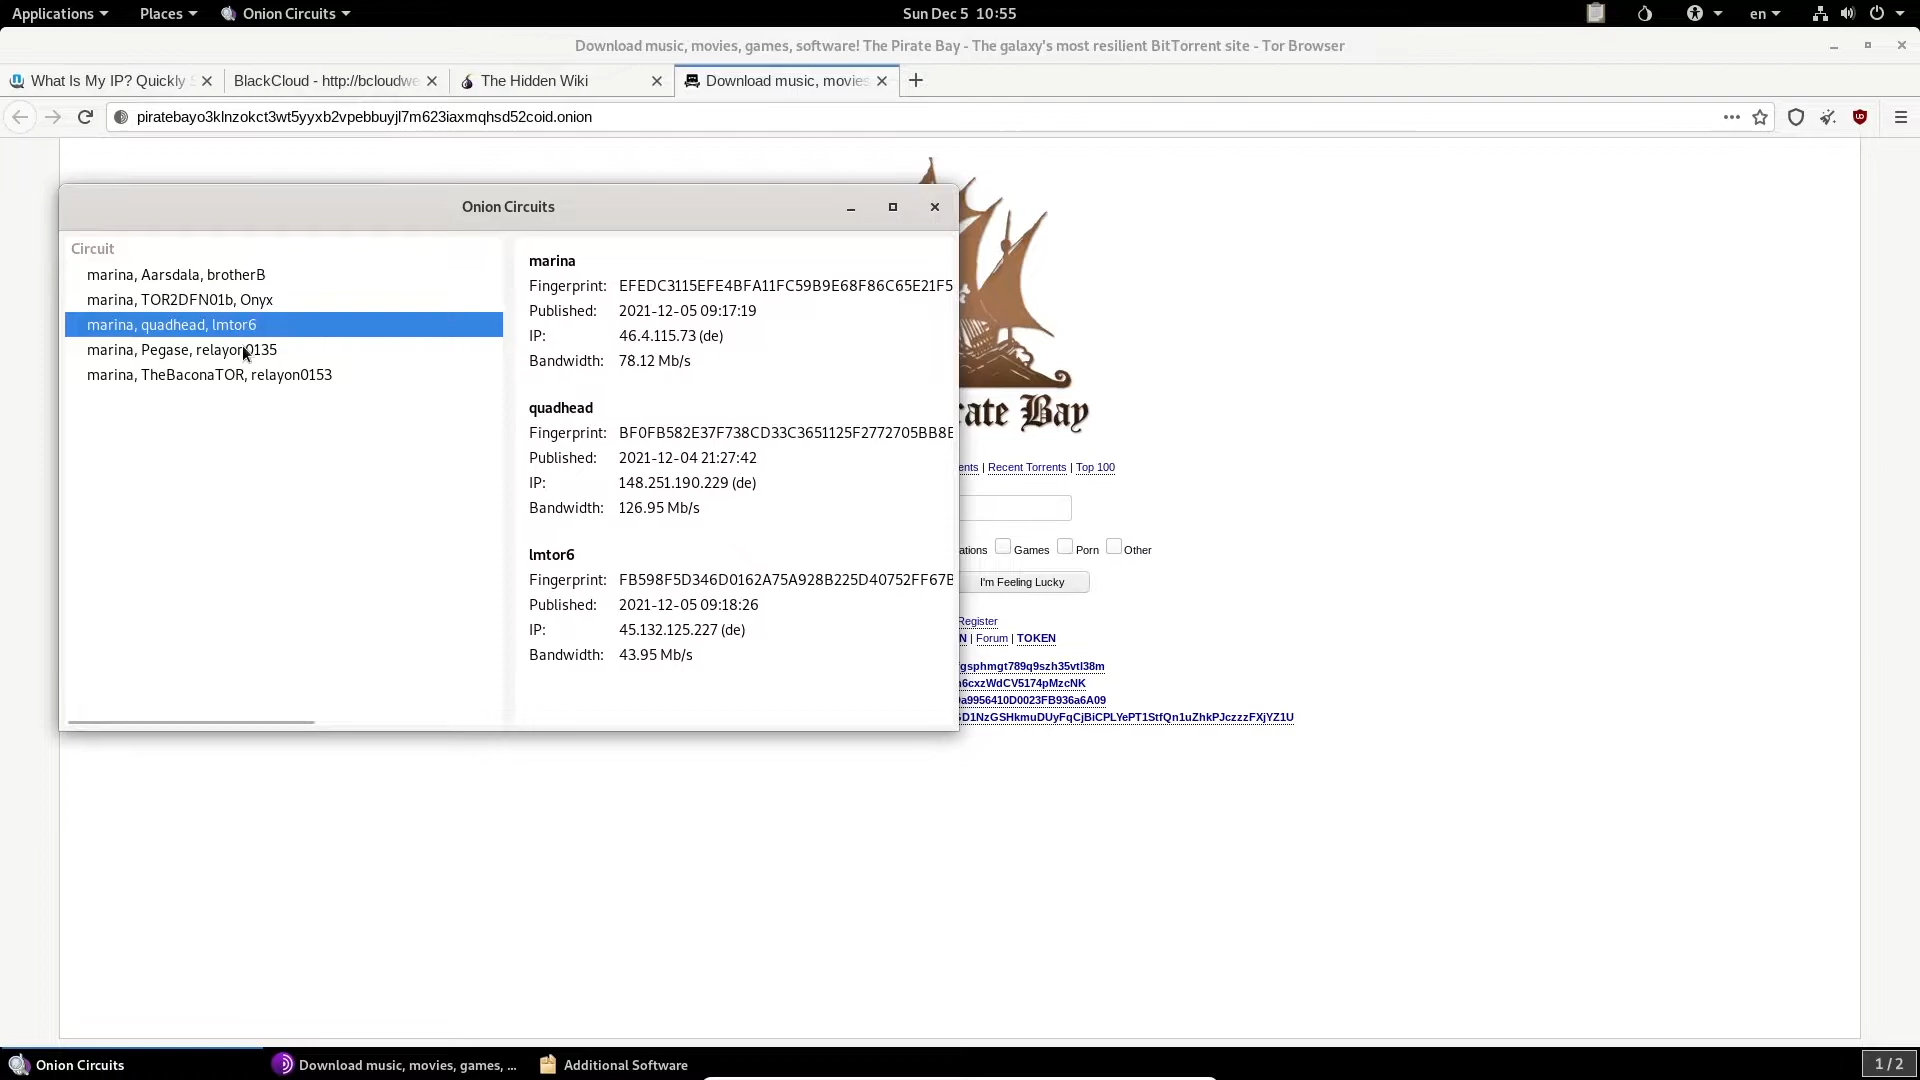 Applications Places Onion Circuits Sun Dec 5 10:55 en
Download music, movies, games, software! The Pirate Bay - The galaxy's most resilient BitTorrent site - Tor Browser
What Is My IP? Quickly BlackCloud - http://bcloudwe The Hidden Wiki Download music, movies
piratebayo3klnzokct3wt5yyxb2vpebbuyjl7m623iaxmqhsd52coid.onion
Onion Circuits
Circuit
marina, Aarsdala, brotherB
marina, TOR2DFN01b, Onyx
marina, quadhead, lmtor6
marina, Pegase, relayon0135
marina, TheBaconaTOR, relayon0153
marina
Fingerprint: EFEDC3115EFE4BFA11FC59B9E68F86C65E21F5
Published: 2021-12-05 09:17:19
IP: 46.4.115.73 (de)
Bandwidth: 78.12 Mb/s
quadhead
Fingerprint: BF0FB582E37F738CD33C3651125F2772705BB8E
Published: 2021-12-04 21:27:42
IP: 148.251.190.229 (de)
Bandwidth: 126.95 Mb/s
lmtor6
Fingerprint: FB598F5D346D0162A75A928B225D40752FF67B
Published: 2021-12-05 09:18:26
IP: 45.132.125.227 (de)
Bandwidth: 43.95 Mb/s
rate Bay
ents | Recent Torrents | Top 100
ations Games Porn Other
I'm Feeling Lucky
Register
N | Forum | TOKEN
gsphmgt789q9szh35vtl38m
6cxzWdCV5174pMzcNK
a9956410D0023FB936a6A09
D1NzGSHkmuDUyFqCjBiCPLYePT1StfQn1uZhkPJczzzFXjYZ1U
Onion Circuits Download music, movies, games, ... Additional Software 1 / 2